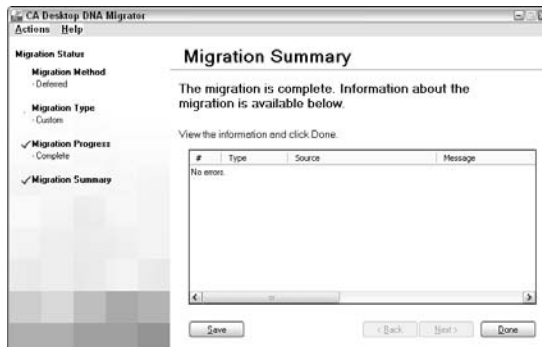 CA Desktop DNA Migrator
Actions Help
Migration Status
Migration Method
- Deferred
Migration Type
- Custom
Migration Progress
- Complete
Migration Summary
Migration Summary
The migration is complete. Information about the
migration is available below.
View the information and click Done.
# Type Source Message
No errors.
Save < Back Next > Done